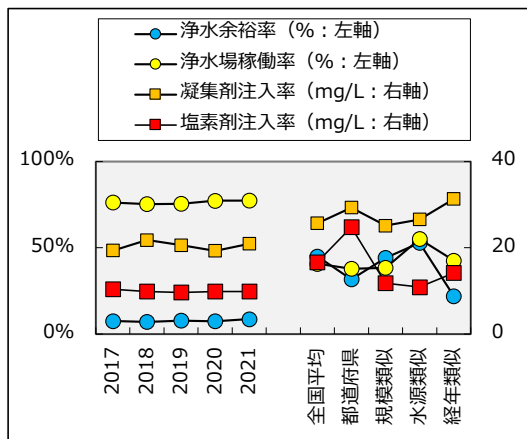 浄水余裕率（%：左軸）
浄水場稼働率（%：左軸）
凝集剤注入率（mg/L：右軸）
塩素剤注入率（mg/L：右軸）
100%
50%
0%
40
20
0
2017
2018
2019
2020
2021
全国平均
都道府県
規模類似
水源類似
経年類似